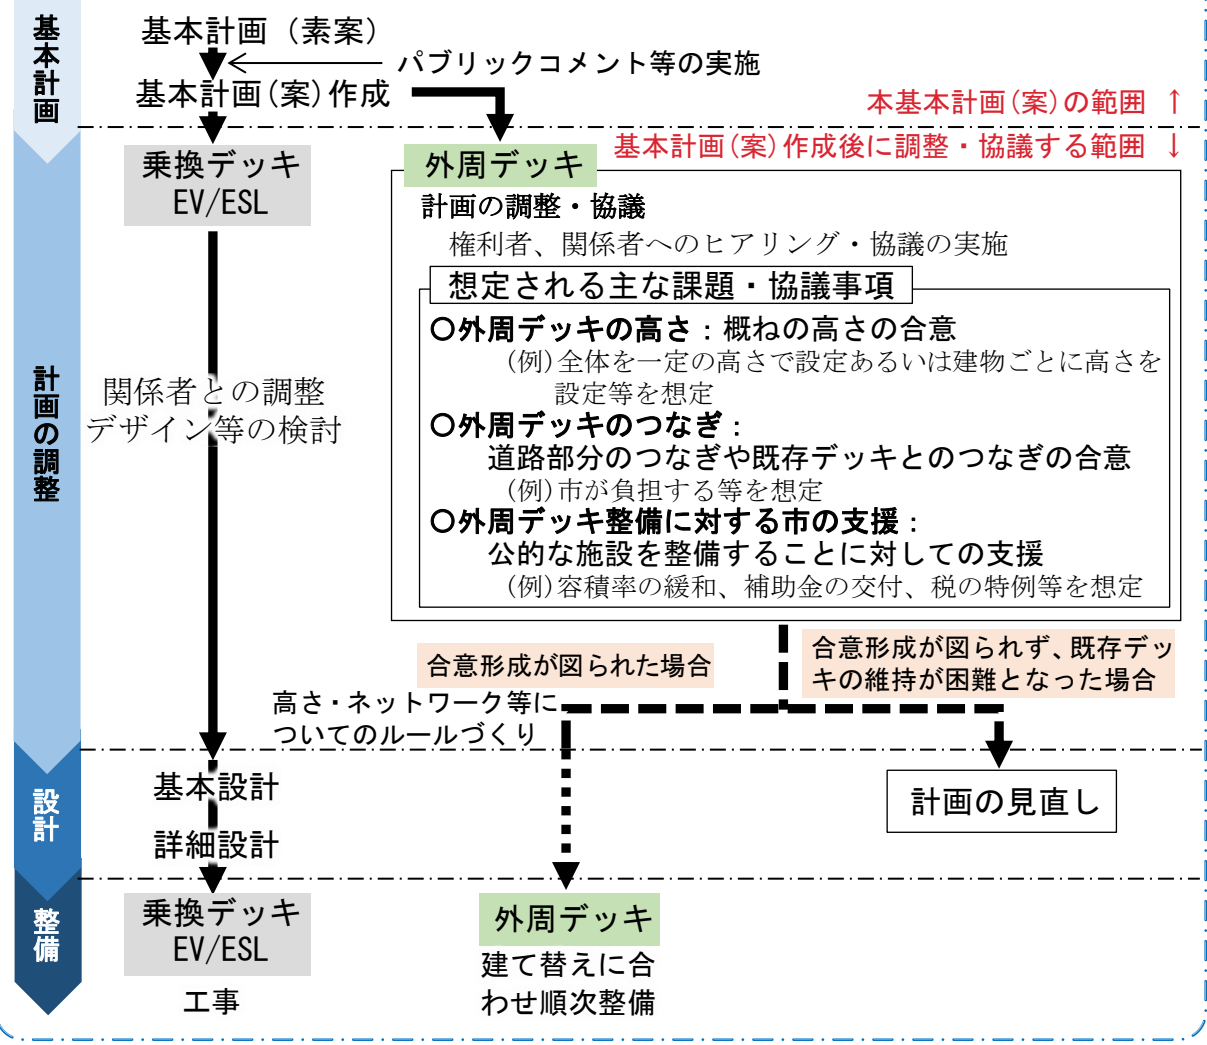 基本計画
基本計画（素案）
パブリックコメント等の実施
基本計画(案)作成
本基本計画(案)の範囲 ↑
基本計画(案)作成後に調整・協議する範囲 ↓
計画の調整
乗換デッキ
EV/ESL
外周デッキ
計画の調整・協議
権利者、関係者へのヒアリング・協議の実施
想定される主な課題・協議事項
〇外周デッキの高さ：概ねの高さの合意
(例)全体を一定の高さで設定あるいは建物ごとに高さを
設定等を想定
〇外周デッキのつなぎ：
道路部分のつなぎや既存デッキとのつなぎの合意
(例)市が負担する等を想定
〇外周デッキ整備に対する市の支援：
公的な施設を整備することに対しての支援
(例)容積率の緩和、補助金の交付、税の特例等を想定
関係者との調整
デザイン等の検討
合意形成が図られた場合
合意形成が図られず、既存デッ
キの維持が困難となった場合
高さ・ネットワーク等に
ついてのルールづくり
設計
基本設計
詳細設計
計画の見直し
整備
乗換デッキ
EV/ESL
工事
外周デッキ
建て替えに合
わせ順次整備